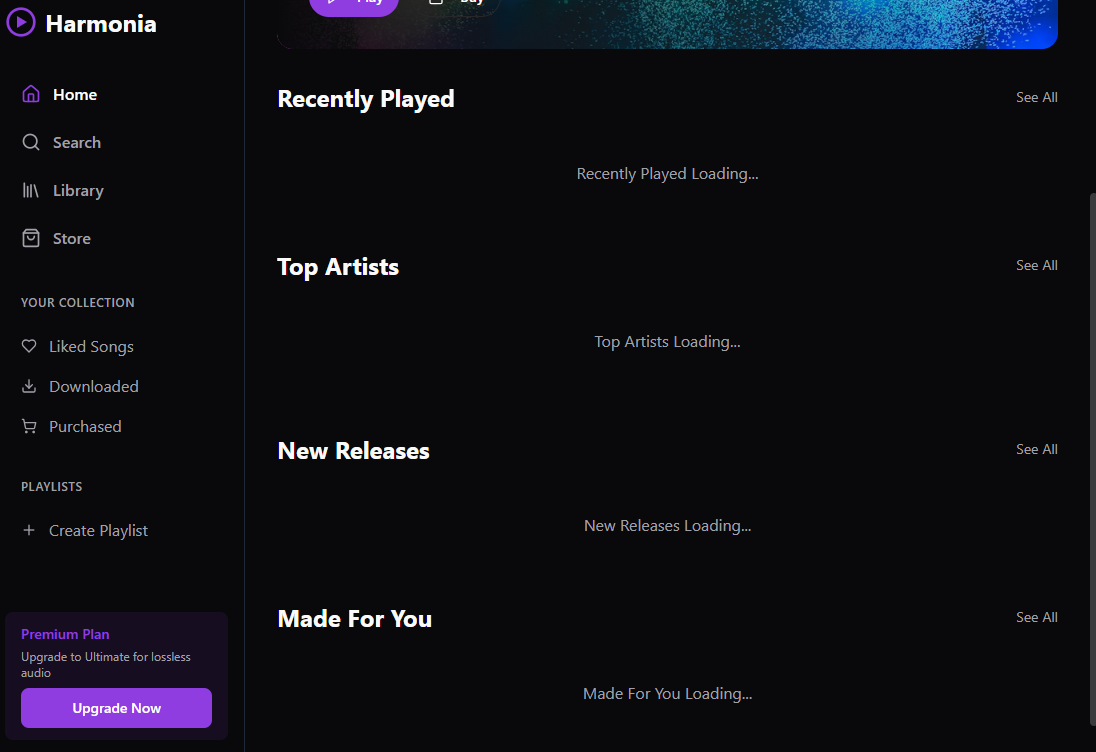 Harmonia
Play
Buy
Home
Search
Library
Store
YOUR COLLECTION
Liked Songs
Downloaded
Purchased
PLAYLISTS
Create Playlist
Premium Plan
Upgrade to Ultimate for lossless
audio
Upgrade Now
Recently Played
See All
Recently Played Loading...
Top Artists
See All
Top Artists Loading...
New Releases
See All
New Releases Loading...
Made For You
See All
Made For You Loading...